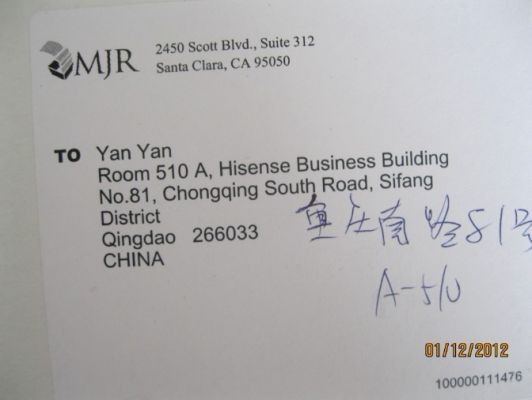 MJR
2450 Scott Blvd., Suite 312
Santa Clara, CA 95050
TO Yan Yan
Room 510 A, Hisense Business Building
No.81, Chongqing South Road, Sifang
District
Qingdao 266033
CHINA
重庆南路81号
A-510
01/12/2012
100000111476